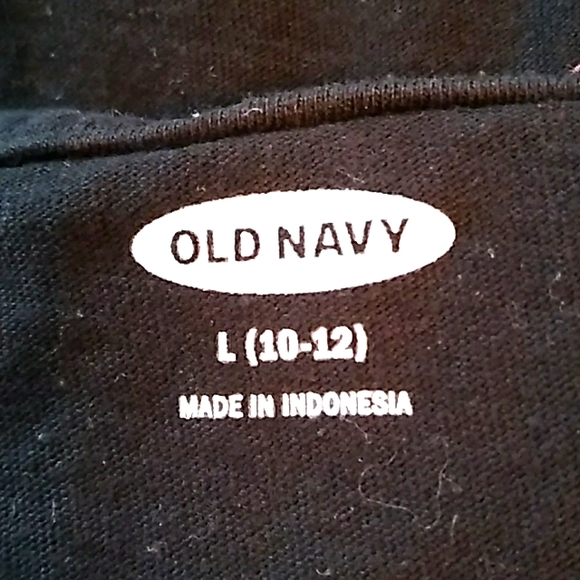 OLD NAVY
L (10-12)
MADE IN INDONESIA